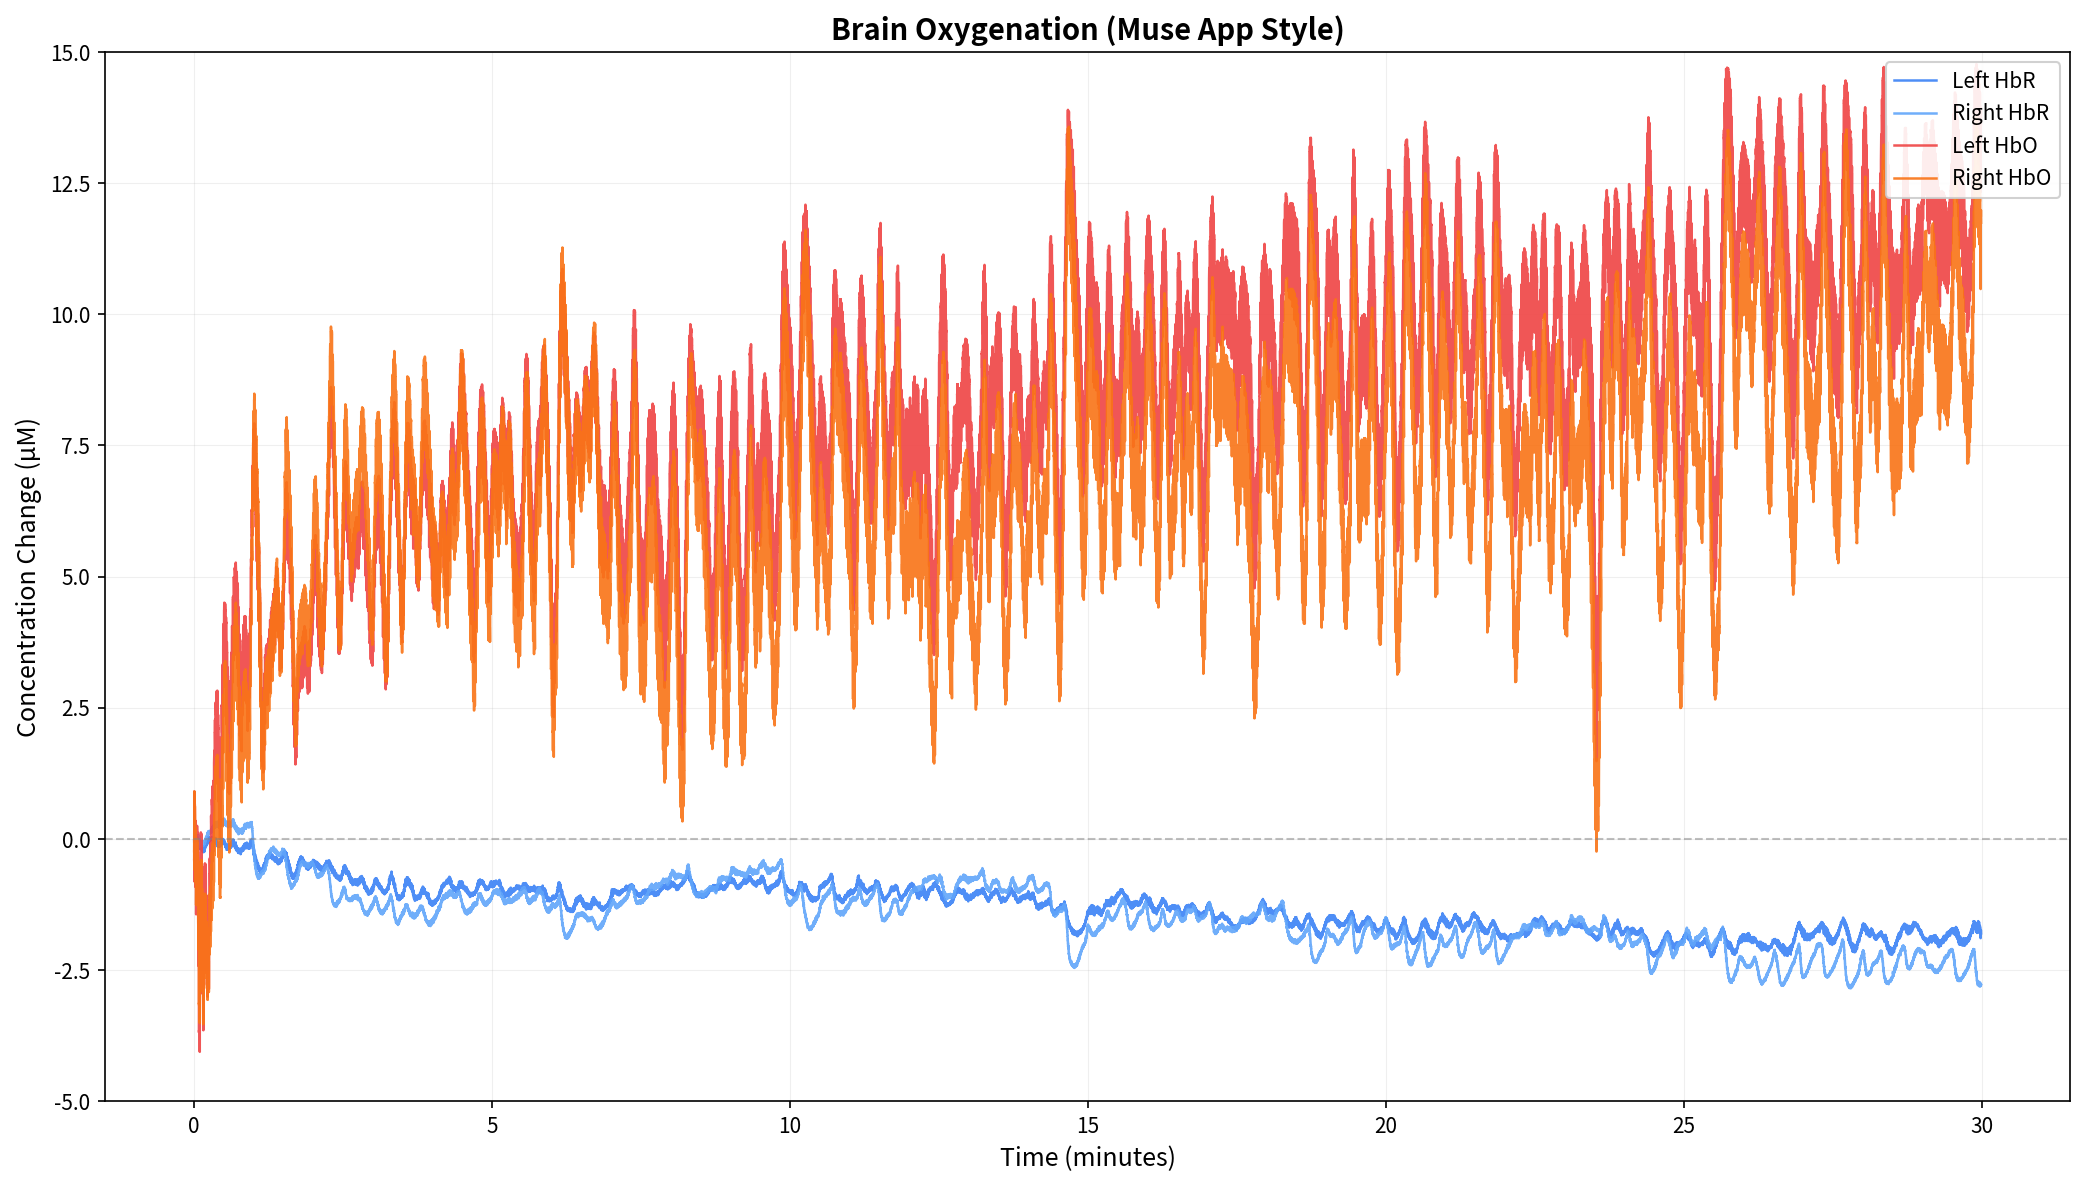 Brain Oxygenation (Muse App Style)
15.0
12.5
10.0
7.5
5.0
2.5
0.0
-2.5
-5.0
Concentration Change (μM)
Left HbR
Right HbR
Left HbO
Right HbO
0
5
10
15
20
25
30
Time (minutes)